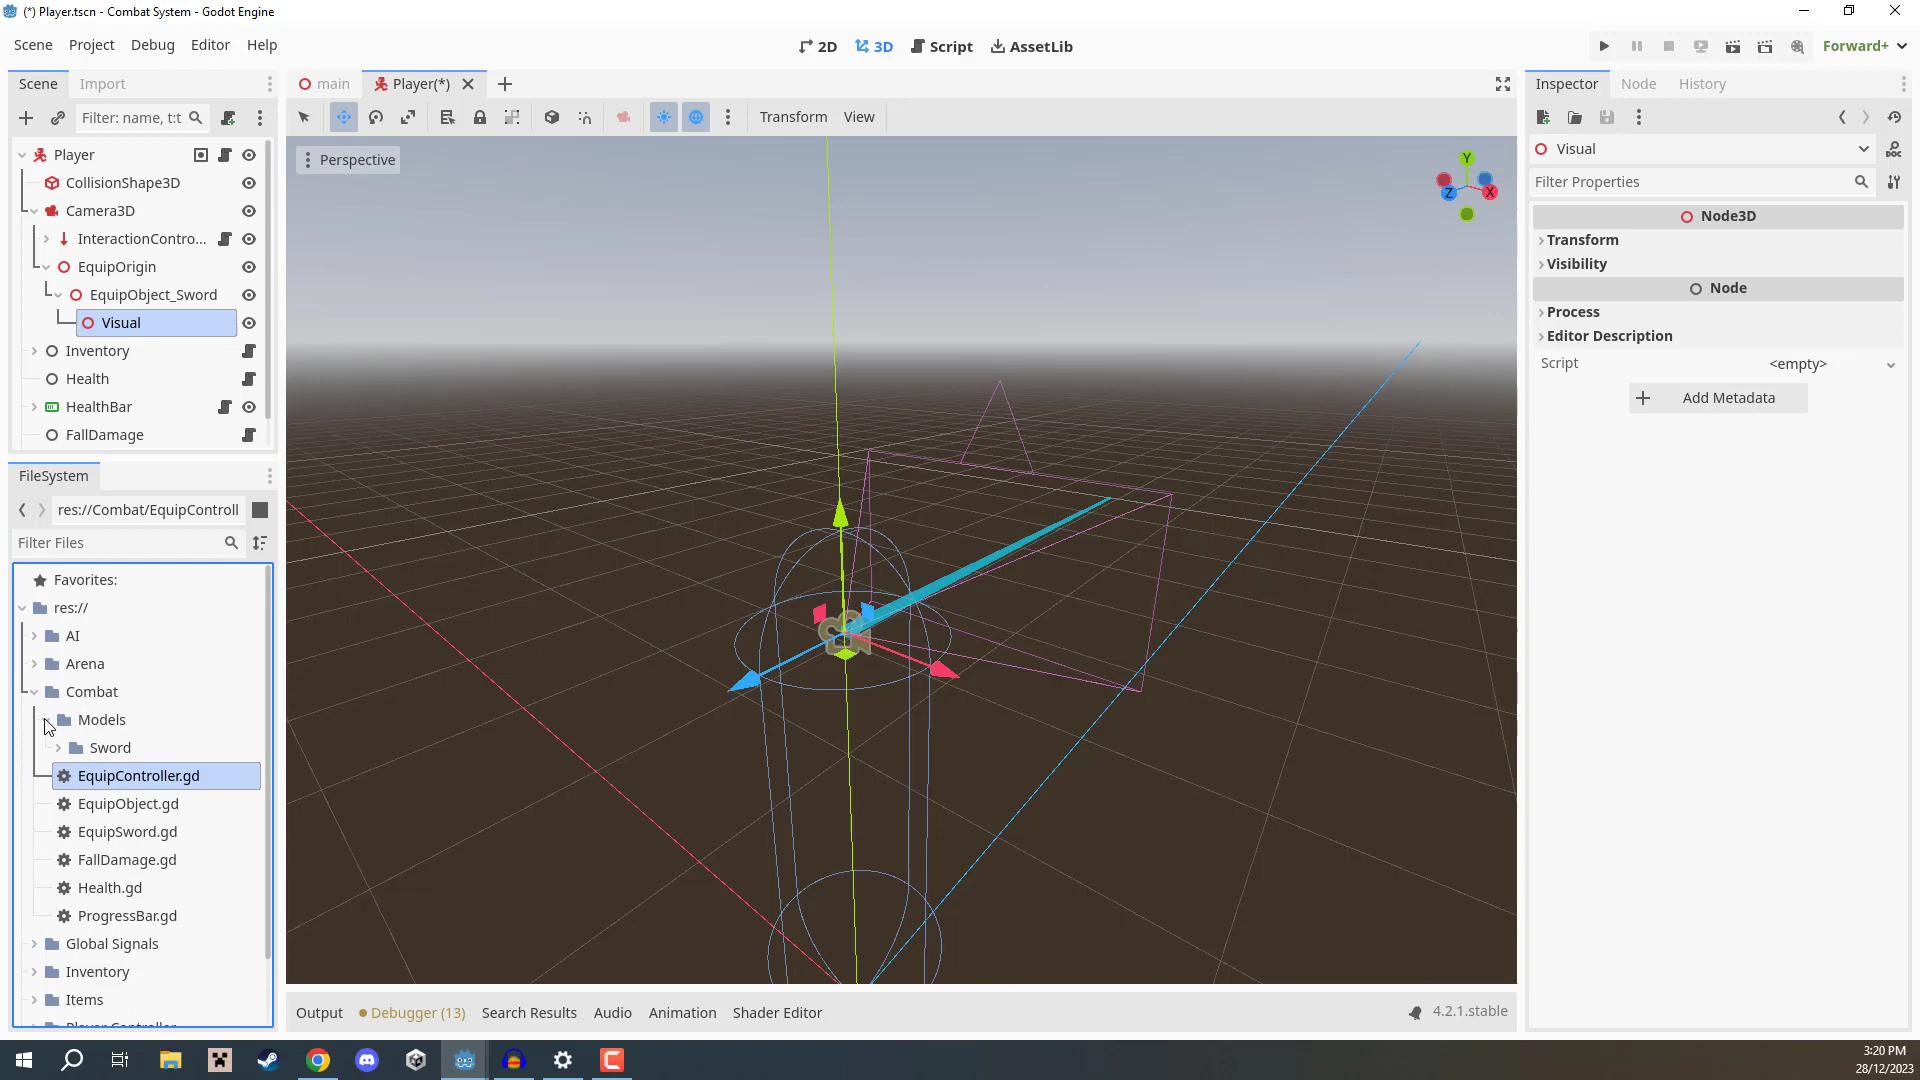 (*) Player.tscn - Combat System - Godot Engine
Scene Project Debug Editor Help
2D 3D Script AssetLib
Forward+
Scene Import
Filter: name, t:t
Player
CollisionShape3D
Camera3D
InteractionContro...
EquipOrigin
EquipObject_Sword
Visual
Inventory
Health
HealthBar
FallDamage
FileSystem
res://Combat/EquipControll
Filter Files
Favorites:
res://
AI
Arena
Combat
Models
Sword
EquipController.gd
EquipObject.gd
EquipSword.gd
FallDamage.gd
Health.gd
ProgressBar.gd
Global Signals
Inventory
Items
main Player(*)
Transform View
Perspective
Y
Z X
Output Debugger (13) Search Results Audio Animation Shader Editor
4.2.1.stable
Inspector Node History
Visual
DOC
Filter Properties
Node3D
Transform
Visibility
Node
Process
Editor Description
Script <empty>
Add Metadata
3:20 PM
28/12/2023